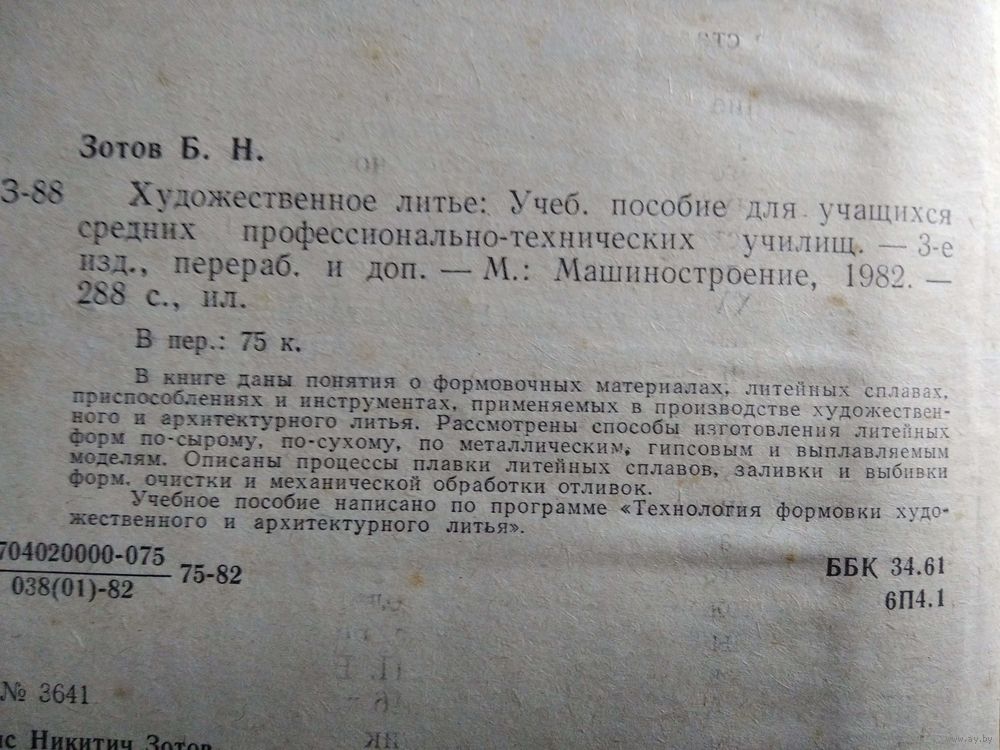 Зотов Б. Н.
З-88 Художественное литье: Учеб. пособие для учащихся
средних профессионально-технических училищ. — 3-е
изд., перераб. и доп. — М.: Машиностроение, 1982. —
288 с., ил.
В пер.: 75 к.
В книге даны понятия о формовочных материалах, литейных сплавах,
приспособлениях и инструментах, применяемых в производстве художествен-
ного и архитектурного литья. Рассмотрены способы изготовления литейных
форм по-сырому, по-сухому, по металлическим, гипсовым и выплавляемым
моделям. Описаны процессы плавки литейных сплавов, заливки и выбивки
форм, очистки и механической обработки отливок.
Учебное пособие написано по программе «Технология формовки худо-
жественного и архитектурного литья».
704020000-075
038(01)-82
75-82
ББК 34.61
6П4.1
№ 3641
Никитич Зотов
www.ay.by